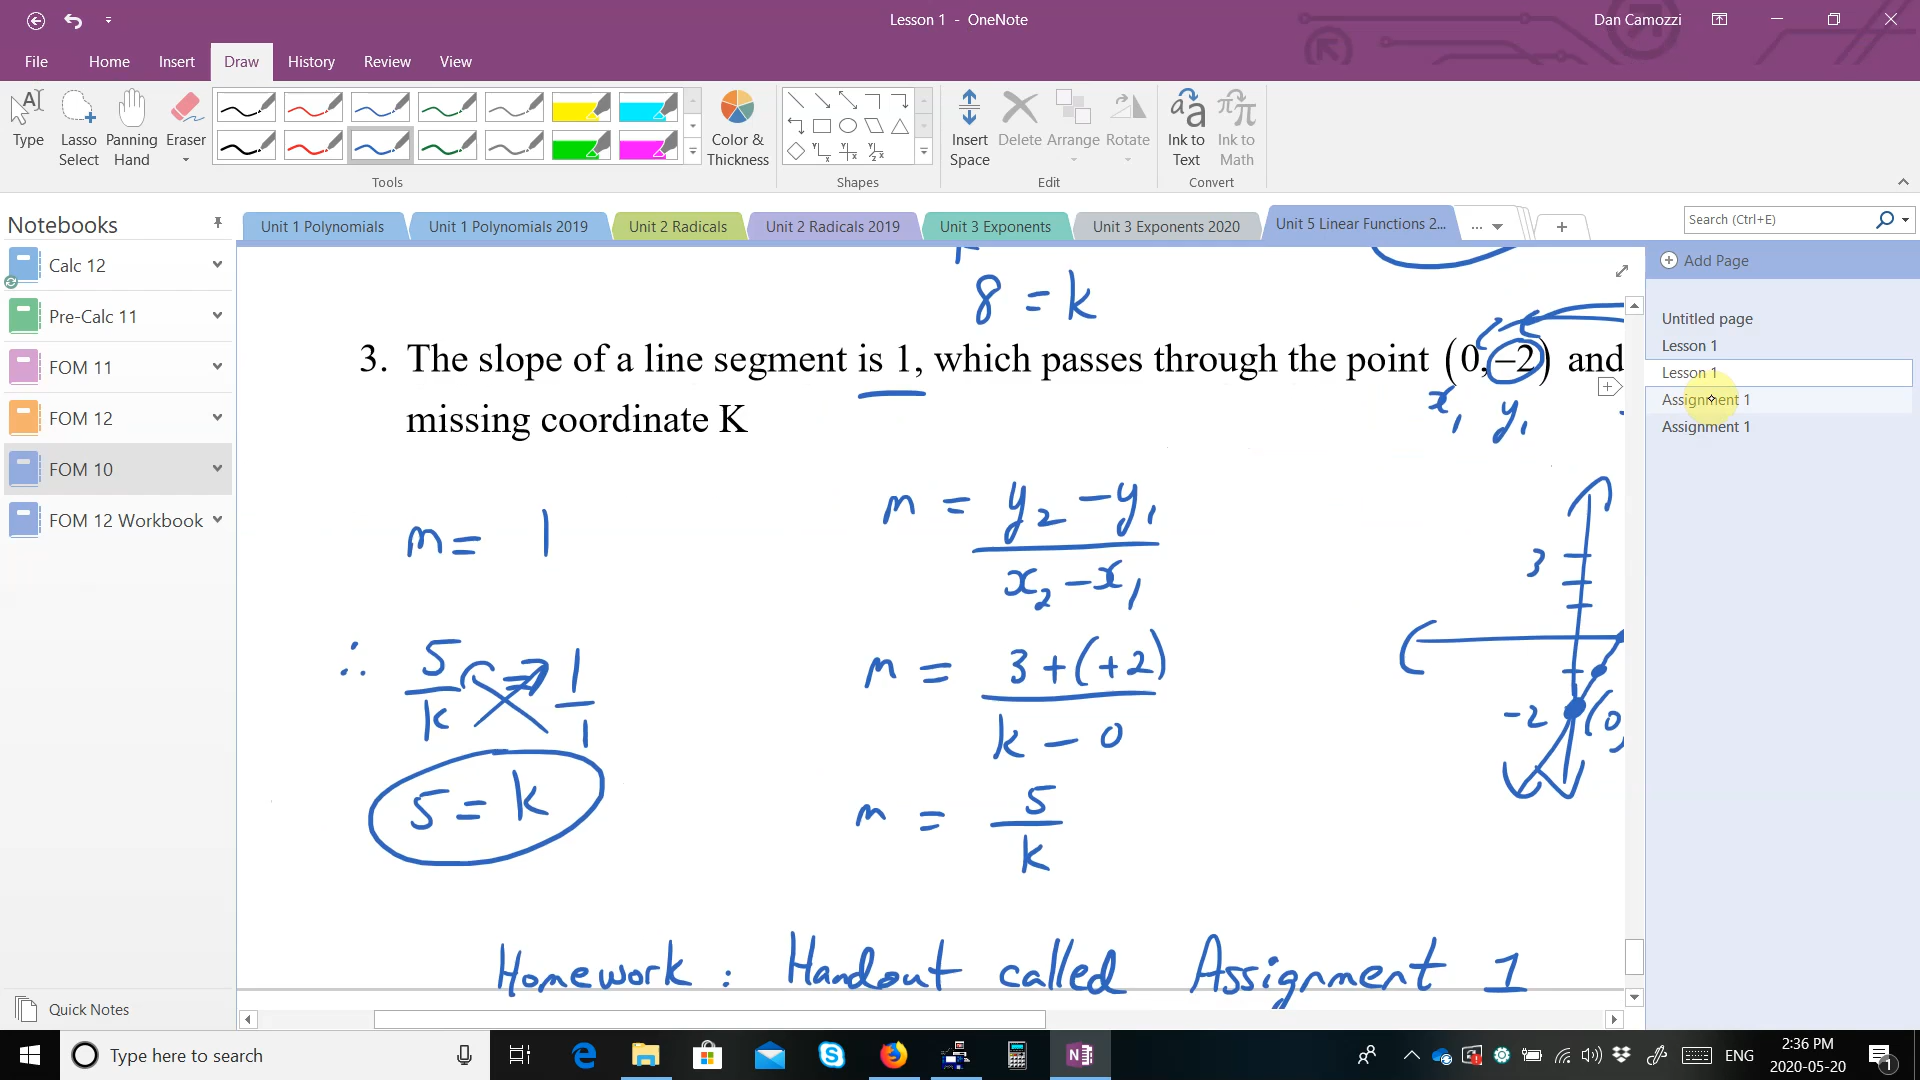 Lesson 1 - OneNote
Dan Camozzi
File Home Insert Draw History Review View
Type
Lasso Select
Panning Hand
Eraser
Color & Thickness
Insert Space
Delete
Arrange
Rotate
Ink to Text
Ink to Math
Tools
Shapes
Edit
Convert
Notebooks
Unit 1 Polynomials
Unit 1 Polynomials 2019
Unit 2 Radicals
Unit 2 Radicals 2019
Unit 3 Exponents
Unit 3 Exponents 2020
Unit 5 Linear Functions 2...
...
Search (Ctrl+E)
Calc 12
Pre-Calc 11
FOM 11
FOM 12
FOM 10
FOM 12 Workbook
Quick Notes
8 = k
3. The slope of a line segment is 1, which passes through the point (0, −2) and
x₁ y₁
missing coordinate K
m = 1
m = y₂ − y₁
x₂ − x₁
∴ 5/k = 1/1
m = 3 + (+2)
k − 0
5 = k
m = 5
k
3
-2 (0,
Homework : Handout called Assignment 1
Add Page
Untitled page
Lesson 1
Lesson 1
Assignment 1
Assignment 1
Type here to search
ENG
2:36 PM
2020-05-20
1